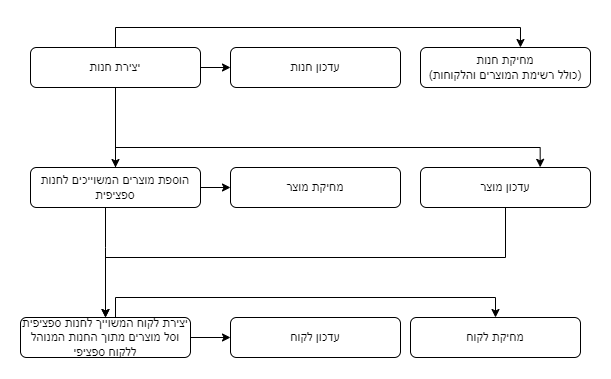 יצירת חנות
עדכון חנות
מחיקת חנות
(כולל רשימת המוצרים והלקוחות)
הוספת מוצרים המשוייכים לחנות
ספציפית
מחיקת מוצר
עדכון מוצר
יצירת לקוח המשוייך לחנות ספציפית
וסל מוצרים מתוך החנות המנוהל
ללקוח ספציפי
עדכון לקוח
מחיקת לקוח